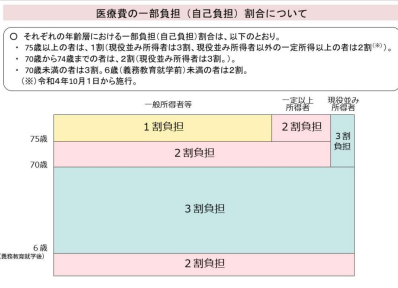 医療費の一部負担（自己負担）割合について
○ それぞれの年齢層における一部負担（自己負担）割合は、以下のとおり。
・ 75歳以上の者は、1割（現役並み所得者は3割、現役並み所得者以外の一定所得以上の者は2割(※)）。
・ 70歳から74歳までの者は、2割（現役並み所得者は3割。）。
・ 70歳未満の者は3割。6歳（義務教育就学前）未満の者は2割。
（※）令和4年10月1日から施行。
一般所得者等
一定以上
所得者
現役並み
所得者
75歳
1割負担
2割負担
3割
負担
2割負担
70歳
3割負担
6歳
（義務教育就学後）
2割負担